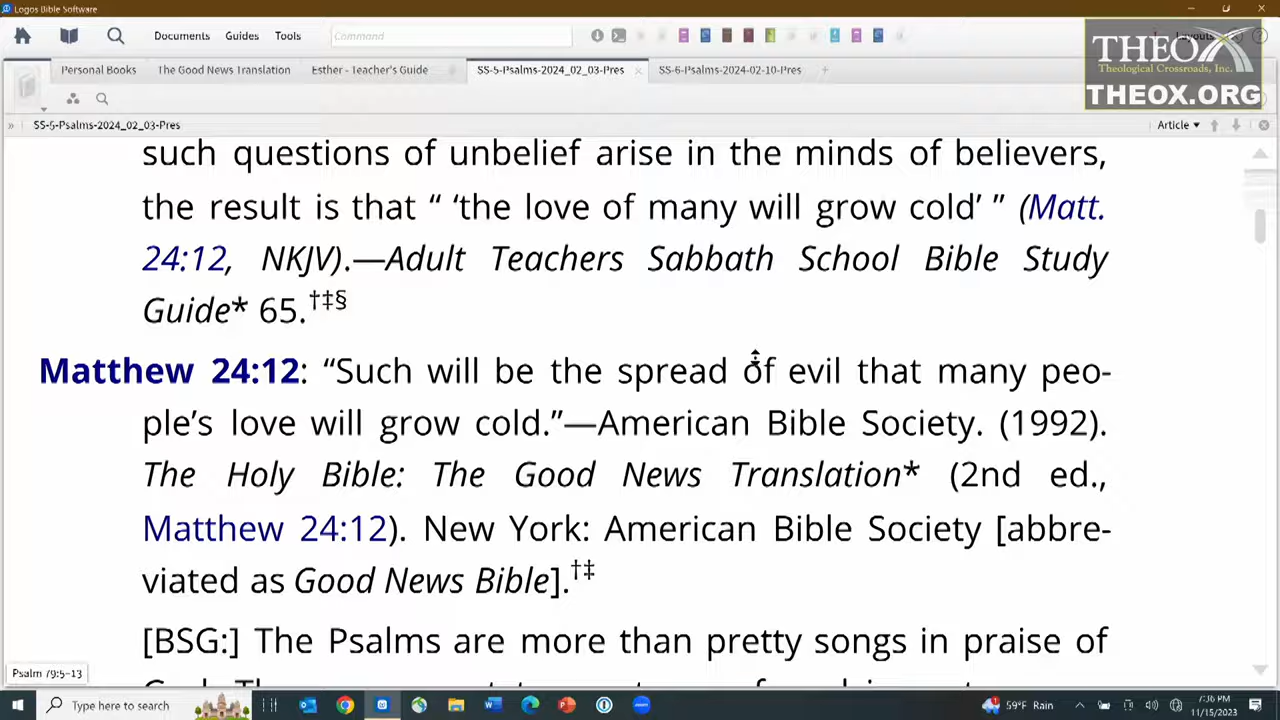 Logos Bible Software
Documents Guides Tools Command Layouts
THEOX
Theological Crossroads, Inc.
THEOX.ORG
Personal Books The Good News Translation Esther - Teacher's Guide SS-5-Psalms-2024_02_03-Pres SS-6-Psalms-2024-02-10-Pres
SS-5-Psalms-2024_02_03-Pres Article
such questions of unbelief arise in the minds of believers,
the result is that “ ‘the love of many will grow cold’ ” (Matt.
24:12, NKJV).—Adult Teachers Sabbath School Bible Study
Guide* 65.†‡§
Matthew 24:12: “Such will be the spread of evil that many peo-
ple’s love will grow cold.”—American Bible Society. (1992).
The Holy Bible: The Good News Translation* (2nd ed.,
Matthew 24:12). New York: American Bible Society [abbre-
viated as Good News Bible].†‡
[BSG:] The Psalms are more than pretty songs in praise of
Psalm 79:5–13
Type here to search
59°F Rain
7:36 PM
11/15/2023